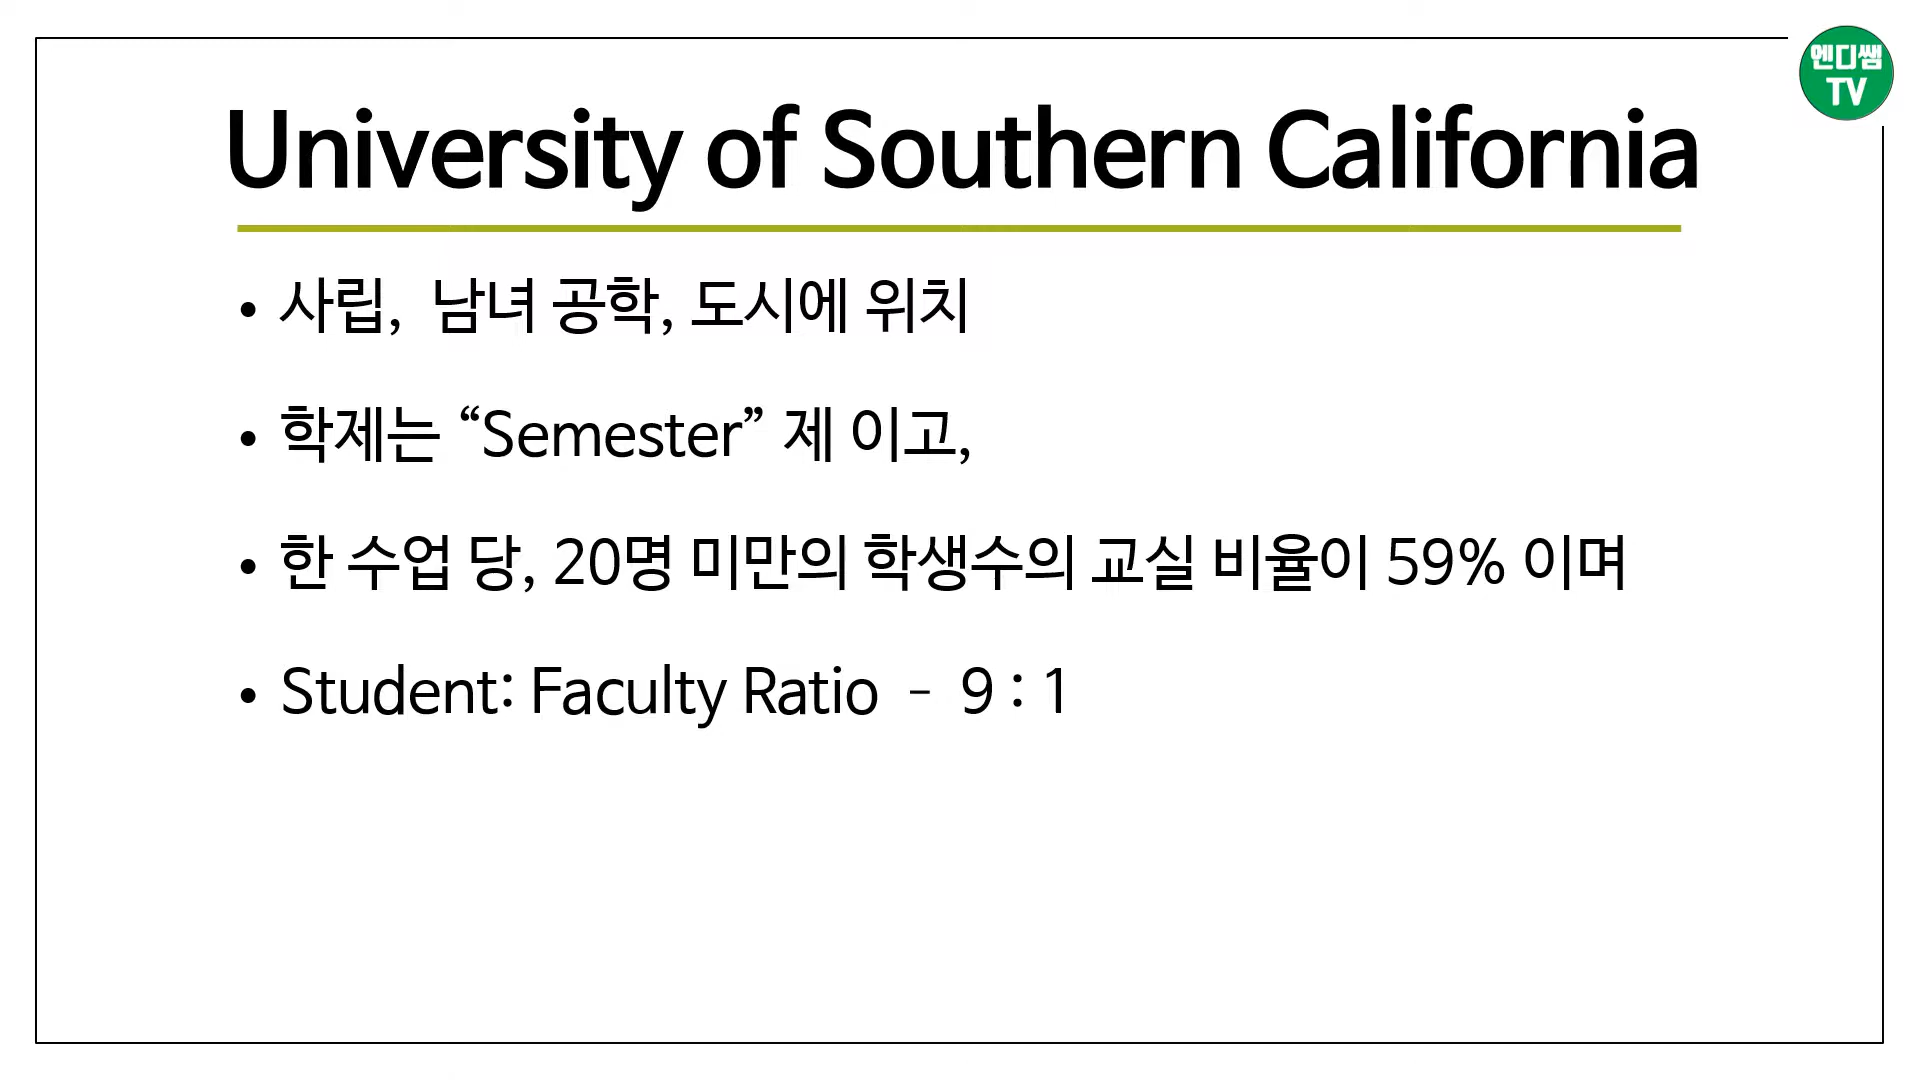 엔디쌤
TV
University of Southern California
• 사립,  남녀 공학, 도시에 위치
• 학제는 “Semester” 제 이고,
• 한 수업 당, 20명 미만의 학생수의 교실 비율이 59% 이며
• Student: Faculty Ratio – 9 : 1